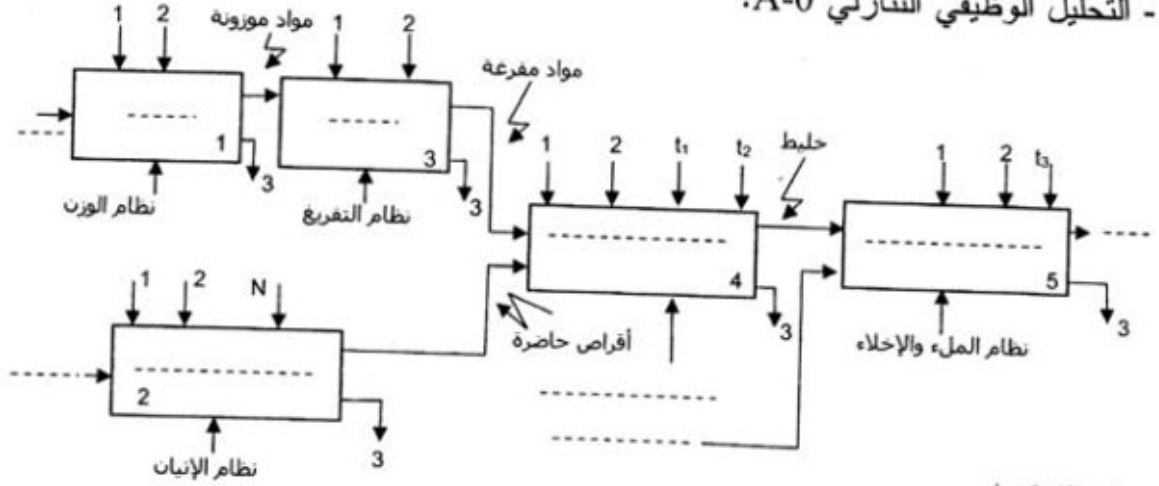 - التحليل الوظيفي التنازلي A-0.
1 2 مواد موزونة 1 2
مواد مفرغة
1
3
3
3
نظام الوزن
نظام التفريغ
1 2 t₁ t₂ خليط
4
3
1 2 t₃
5
3
نظام الملء والإخلاء
1 2 N
أقراص حاضرة
2
3
نظام الإتيان